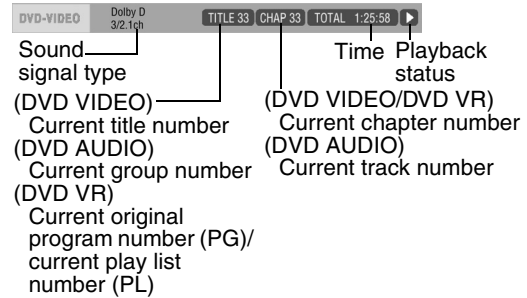 DVD-VIDEO Dolby D 3/2.1ch TITLE 33 CHAP 33 TOTAL 1:25:58
Sound signal type
Time
Playback status
(DVD VIDEO)
Current title number
(DVD AUDIO)
Current group number
(DVD VR)
Current original
program number (PG)/
current play list
number (PL)
(DVD VIDEO/DVD VR)
Current chapter number
(DVD AUDIO)
Current track number